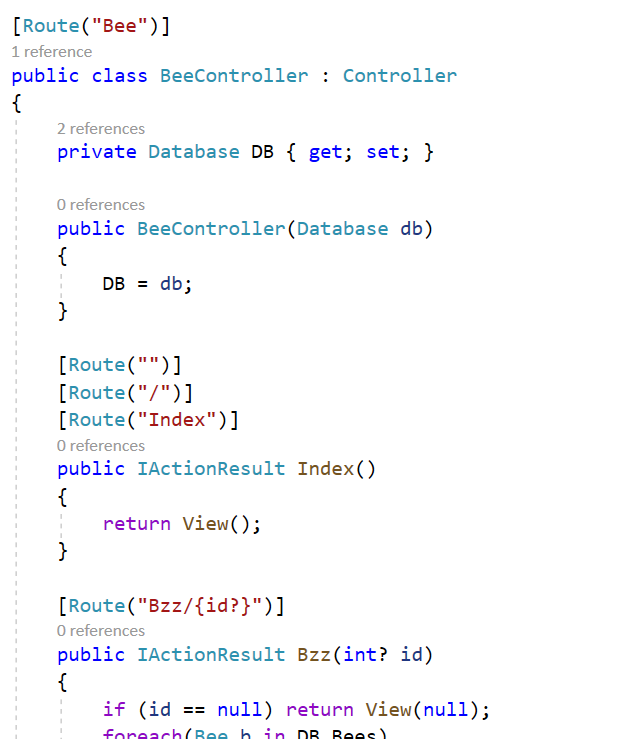 [Route("Bee")]
1 reference
public class BeeController : Controller
{
2 references
private Database DB { get; set; }
0 references
public BeeController(Database db)
{
DB = db;
}
[Route("")]
[Route("/")]
[Route("Index")]
0 references
public IActionResult Index()
{
return View();
}
[Route("Bzz/{id?}")]
0 references
public IActionResult Bzz(int? id)
{
if (id == null) return View(null);
foreach(Bee b in DB.Bees)